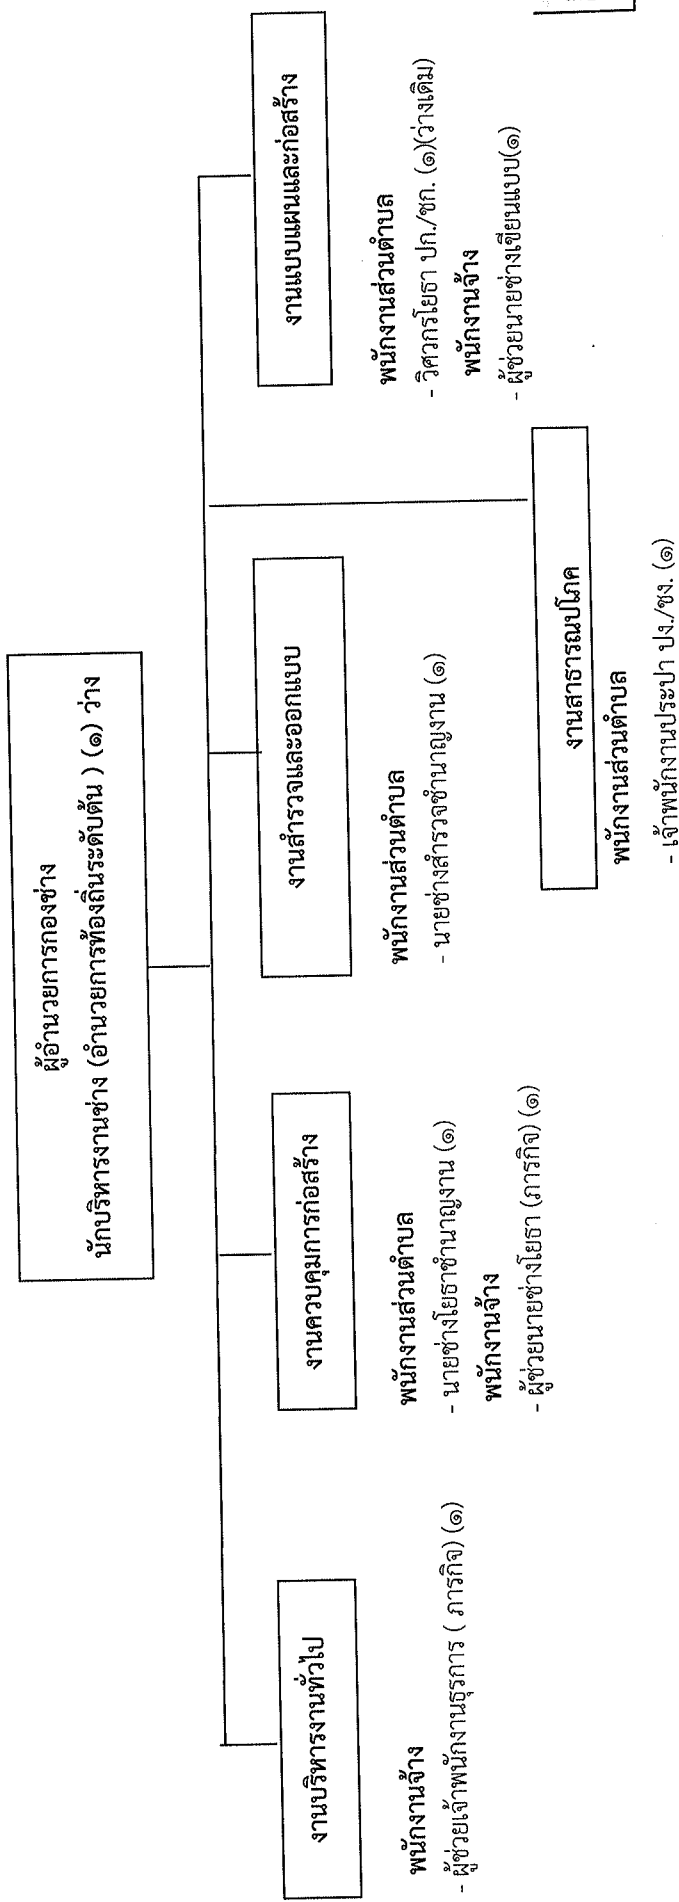 ผู้อำนวยการกองช่าง
นักบริหารงานช่าง (อำนวยการท้องถิ่นระดับต้น ) (๑) ว่าง
งานบริหารงานทั่วไป
พนักงานจ้าง
- ผู้ช่วยเจ้าพนักงานธุรการ ( ภารกิจ) (๑)
งานควบคุมการก่อสร้าง
พนักงานส่วนตำบล
- นายช่างโยธาชำนาญงาน (๑)
พนักงานจ้าง
- ผู้ช่วยนายช่างโยธา (ภารกิจ) (๑)
งานสำรวจและออกแบบ
พนักงานส่วนตำบล
- นายช่างสำรวจชำนาญงาน (๑)
งานแบบแผนและก่อสร้าง
พนักงานส่วนตำบล
- วิศวกรโยธา ปก./ชก. (๑)(ว่างเดิม)
พนักงานจ้าง
- ผู้ช่วยนายช่างเขียนแบบ(๑)
งานสาธารณปโภค
พนักงานส่วนตำบล
- เจ้าพนักงานประปา ปง./ชง. (๑)